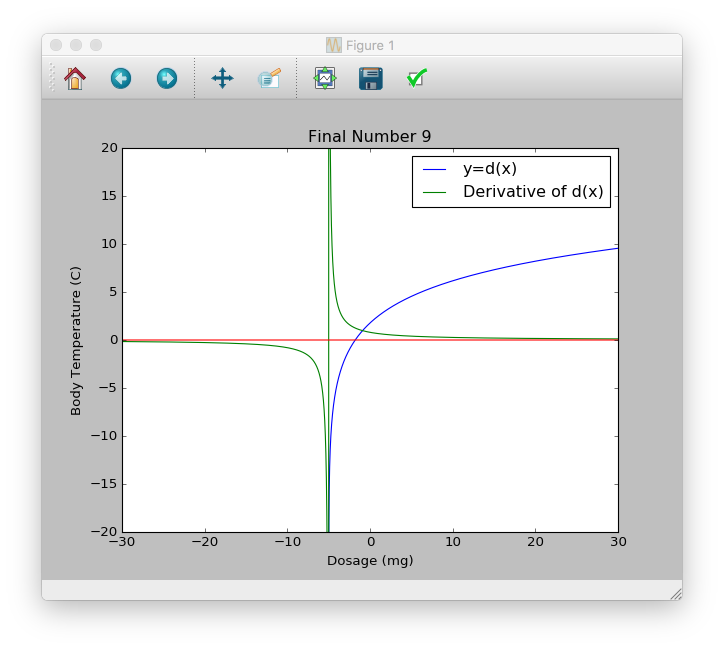 Figure 1
Final Number 9
y=d(x)
Derivative of d(x)
Body Temperature (C)
20
15
10
5
0
−5
−10
−15
−20
−30
−20
−10
0
10
20
30
Dosage (mg)